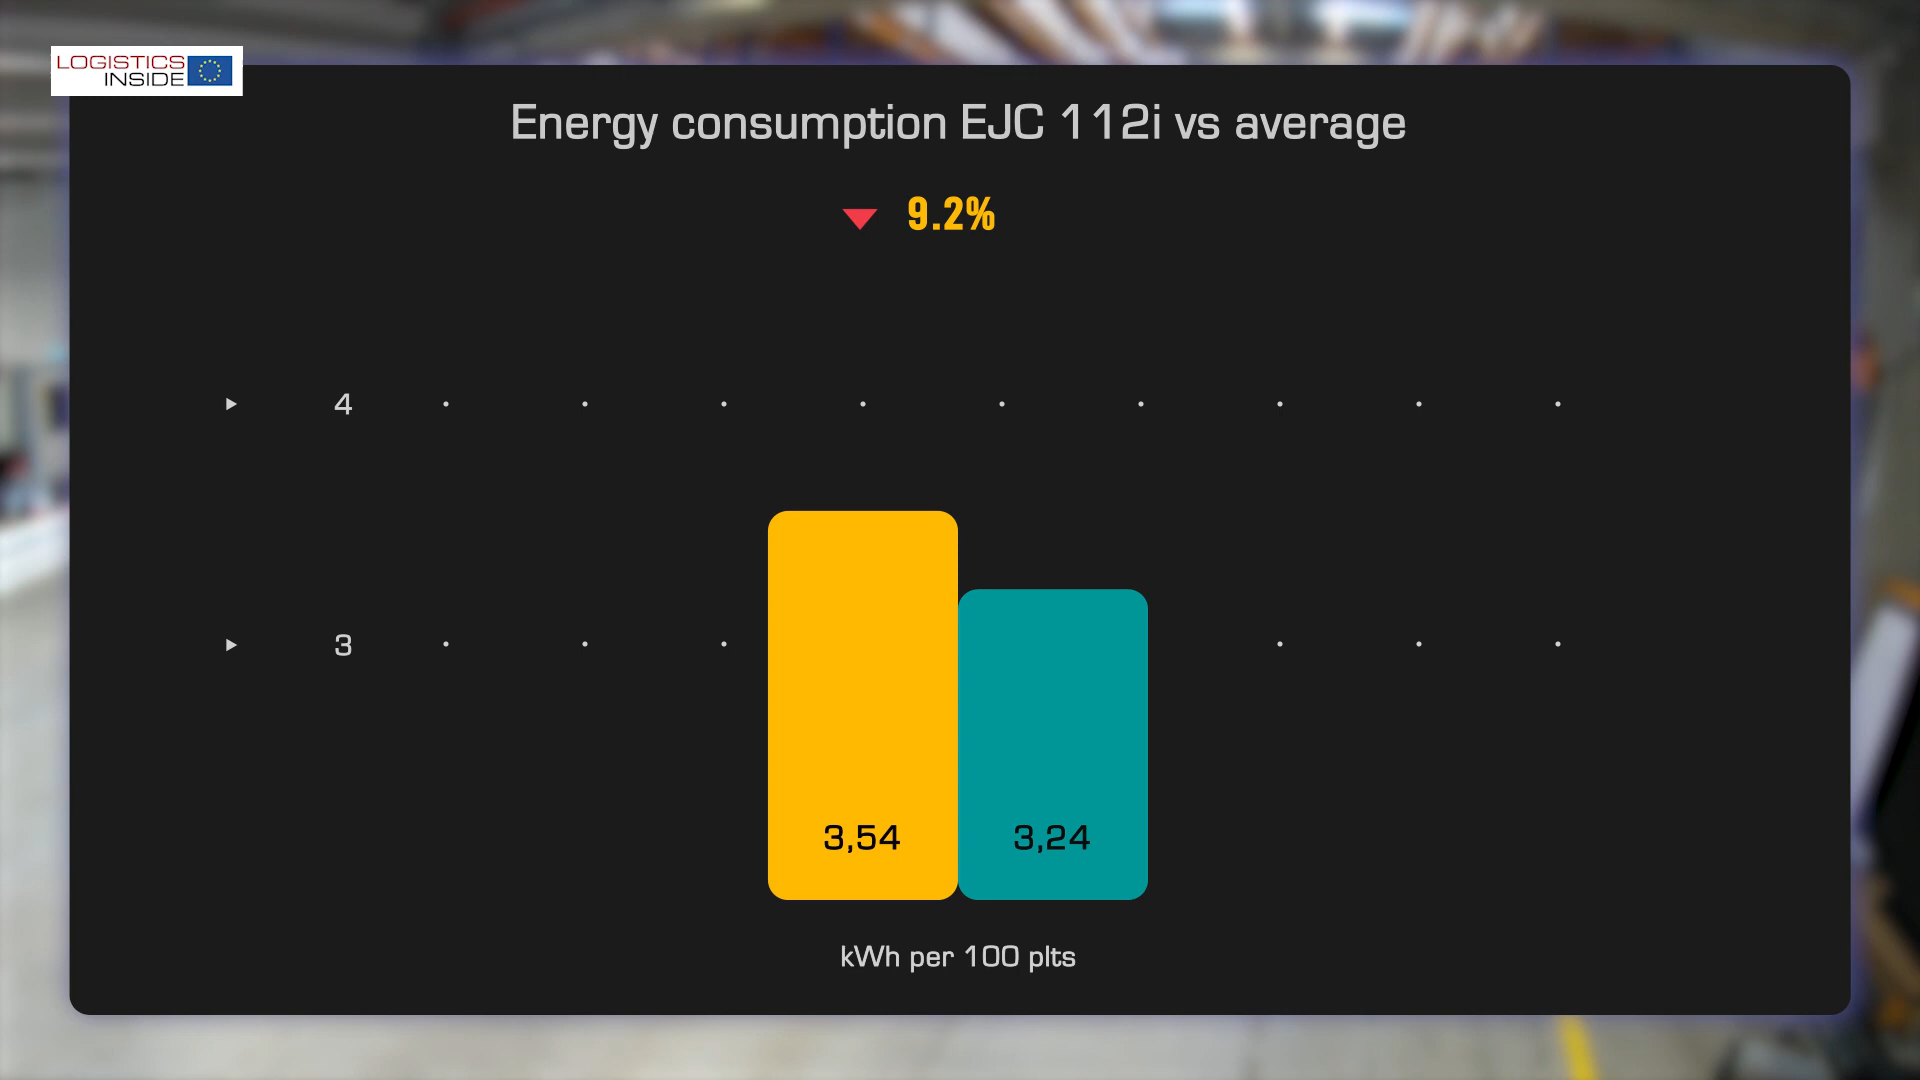 LOGISTICS
INSIDE
Energy consumption EJC 112i vs average
9.2%
4
3
3,54
3,24
kWh per 100 plts